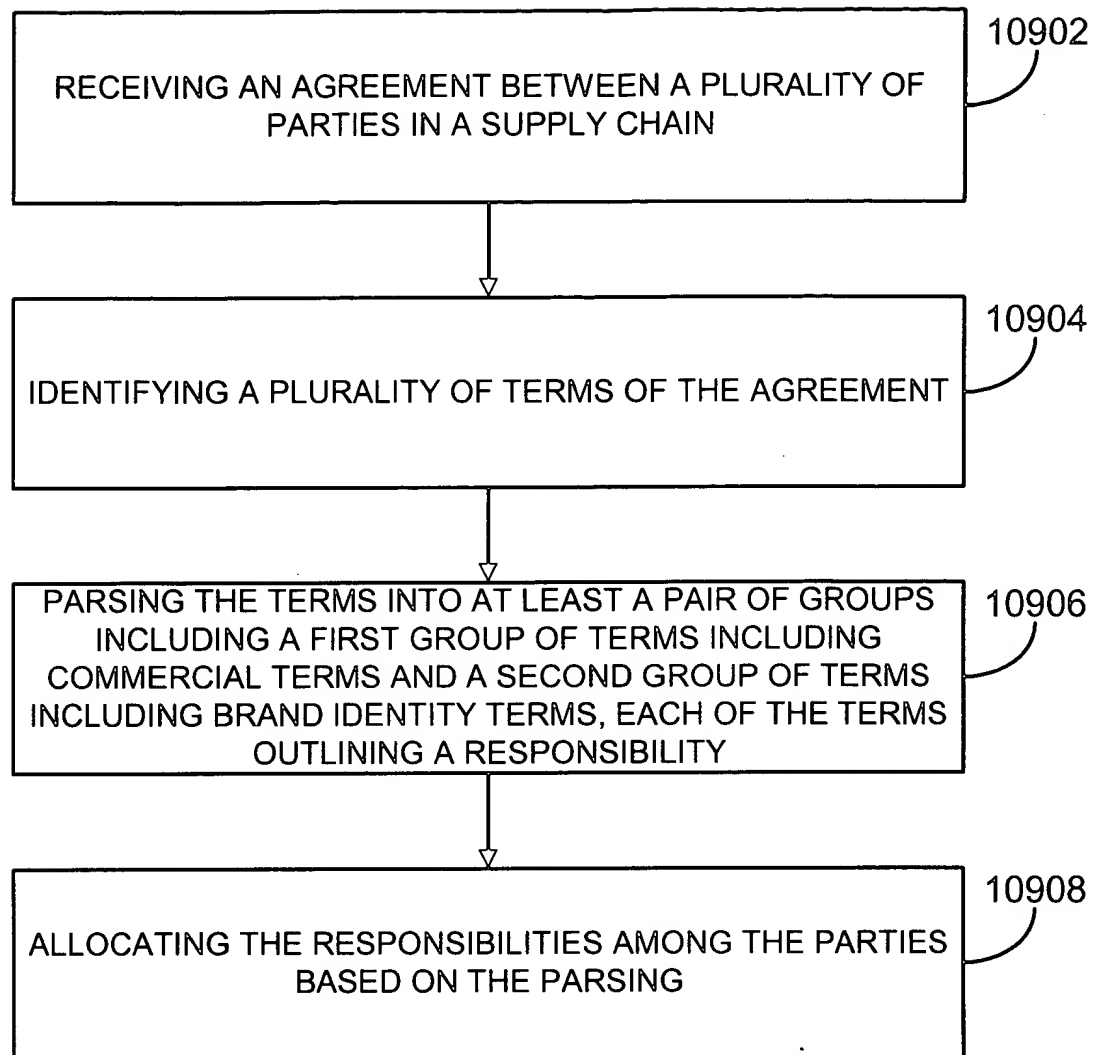 10902
RECEIVING AN AGREEMENT BETWEEN A PLURALITY OF
PARTIES IN A SUPPLY CHAIN
10904
IDENTIFYING A PLURALITY OF TERMS OF THE AGREEMENT
10906
PARSING THE TERMS INTO AT LEAST A PAIR OF GROUPS
INCLUDING A FIRST GROUP OF TERMS INCLUDING
COMMERCIAL TERMS AND A SECOND GROUP OF TERMS
INCLUDING BRAND IDENTITY TERMS, EACH OF THE TERMS
OUTLINING A RESPONSIBILITY
10908
ALLOCATING THE RESPONSIBILITIES AMONG THE PARTIES
BASED ON THE PARSING